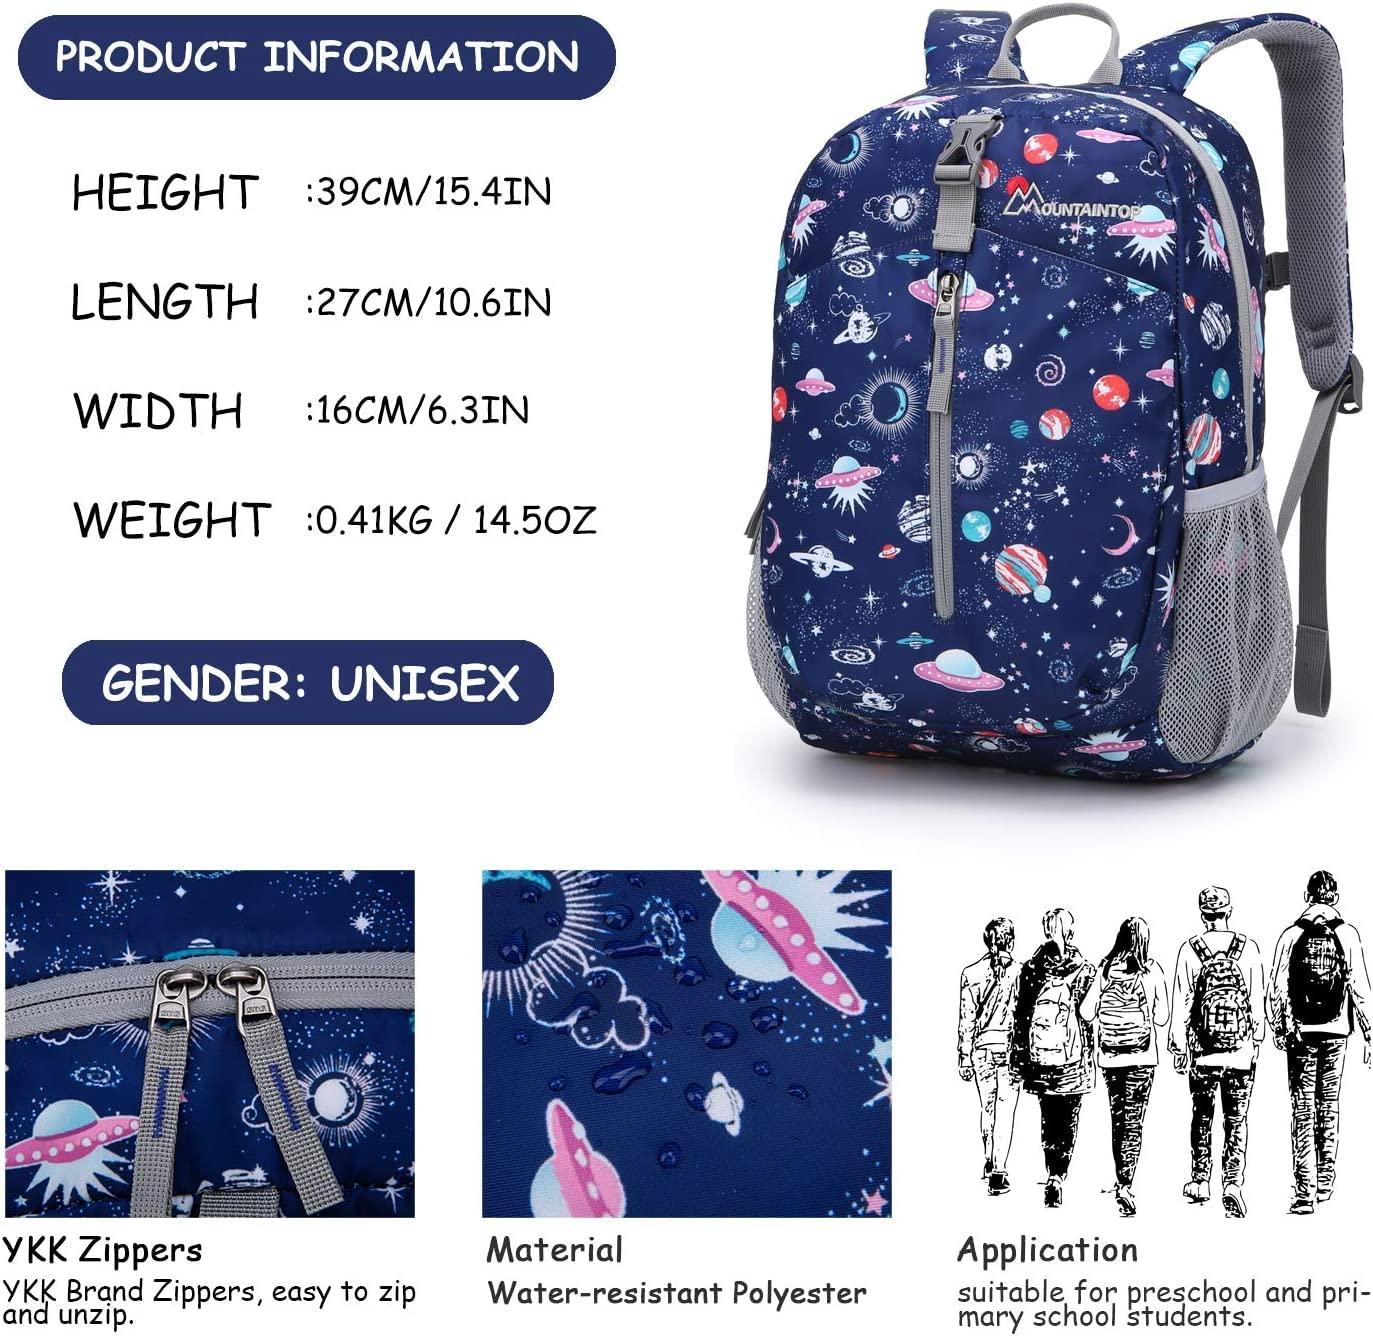 PRODUCT INFORMATION
HEIGHT :39CM/15.4IN
LENGTH :27CM/10.6IN
WIDTH :16CM/6.3IN
WEIGHT :0.41KG / 14.5OZ
GENDER: UNISEX
MOUNTAINTOP
YKK Zippers
YKK Brand Zippers, easy to zip
and unzip.
Material
Water-resistant Polyester
Application
suitable for preschool and pri-
mary school students.